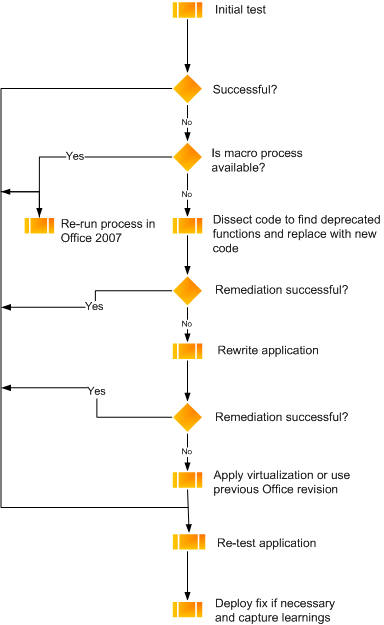 Initial test
Successful?
No
Yes
Is macro process
available?
No
Re-run process in
Office 2007
Dissect code to find deprecated
functions and replace with new
code
Remediation successful?
Yes
No
Rewrite application
Yes
Remediation successful?
No
Apply virtualization or use
previous Office revision
Re-test application
Deploy fix if necessary
and capture learnings